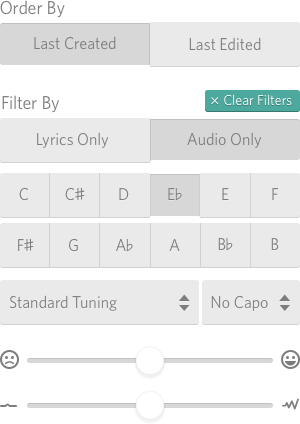 Order By
Last Created Last Edited
Filter By × Clear Filters
Lyrics Only Audio Only
C C♯ D E♭ E F
F♯ G A♭ A B♭ B
Standard Tuning No Capo